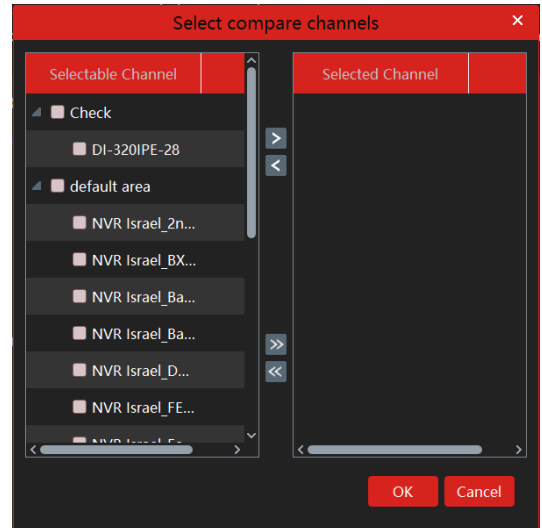 Select compare channels
Selectable Channel
Selected Channel
Check
DI-320IPE-28
default area
NVR Israel_2n...
NVR Israel_BX...
NVR Israel_Ba...
NVR Israel_Ba...
NVR Israel_D...
NVR Israel_FE...
OK
Cancel